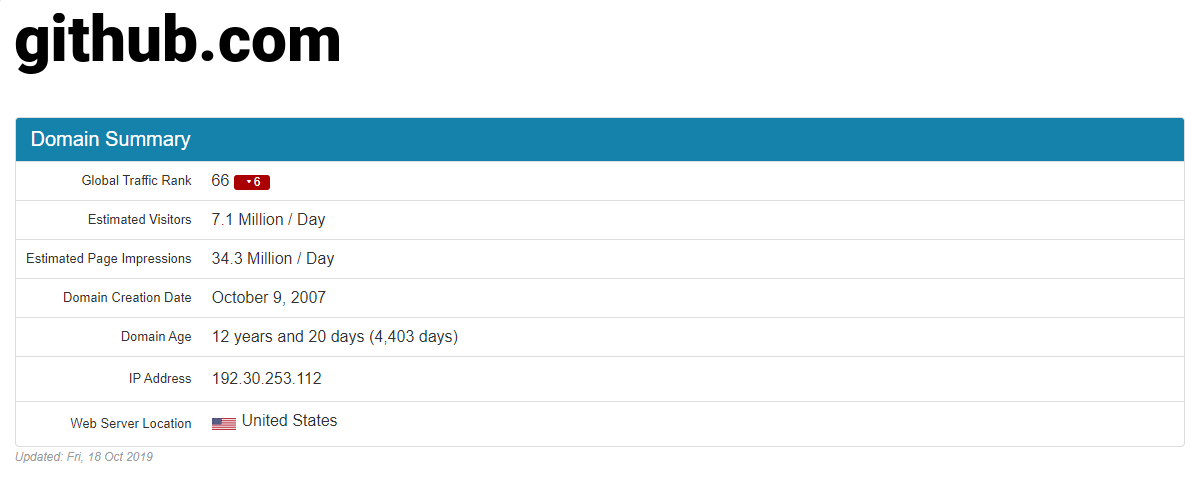 github.com
Domain Summary
Global Traffic Rank 66 6
Estimated Visitors 7.1 Million / Day
Estimated Page Impressions 34.3 Million / Day
Domain Creation Date October 9, 2007
Domain Age 12 years and 20 days (4,403 days)
IP Address 192.30.253.112
Web Server Location United States
Updated: Fri, 18 Oct 2019